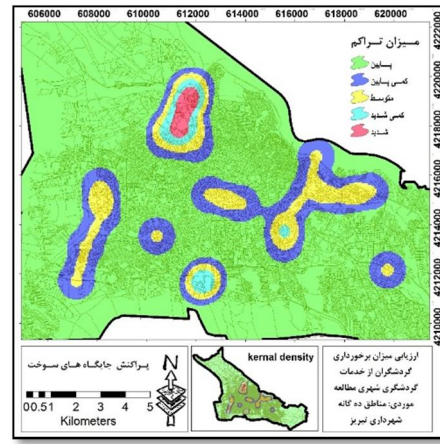 606000 608000 610000 612000 614000 616000 618000 620000
4222000
4220000
4218000
4216000
4214000
4212000
4210000
میزان تراکم
پایین
کمی پایین
متوسط
کمی شدید
شدید
پراکنش جایگاه های سوخت
N
0 0.5 1 2 3 4 5
Kilometers
kernal density
ارزیابی میزان برخورداری
گردشگران از خدمات
گردشگری شهری مطالعه
موردی: مناطق ده گانه
شهرداری تبریز